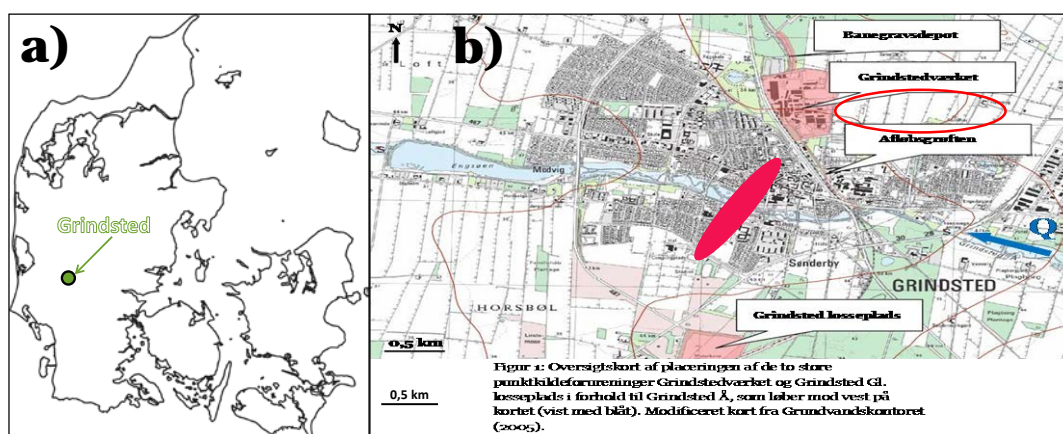 a)
Grindsted
b)
N
Banegravsdepot
Grindstedværket
Afløbsgrøften
Engsøen
Modvig
Q
Sønderby
GRINDSTED
HORSBØL
Grindsted losseplads
0,5 km
0,5 km
Figur 1: Oversigtskort af placeringen af de to store
punktkildeforureninger Grindstedværket og Grindsted Gl.
losseplads i forhold til Grindsted Å, som løber mod vest på
kortet (vist med blåt). Modificeret kort fra Grundvandskontoret
(2005).